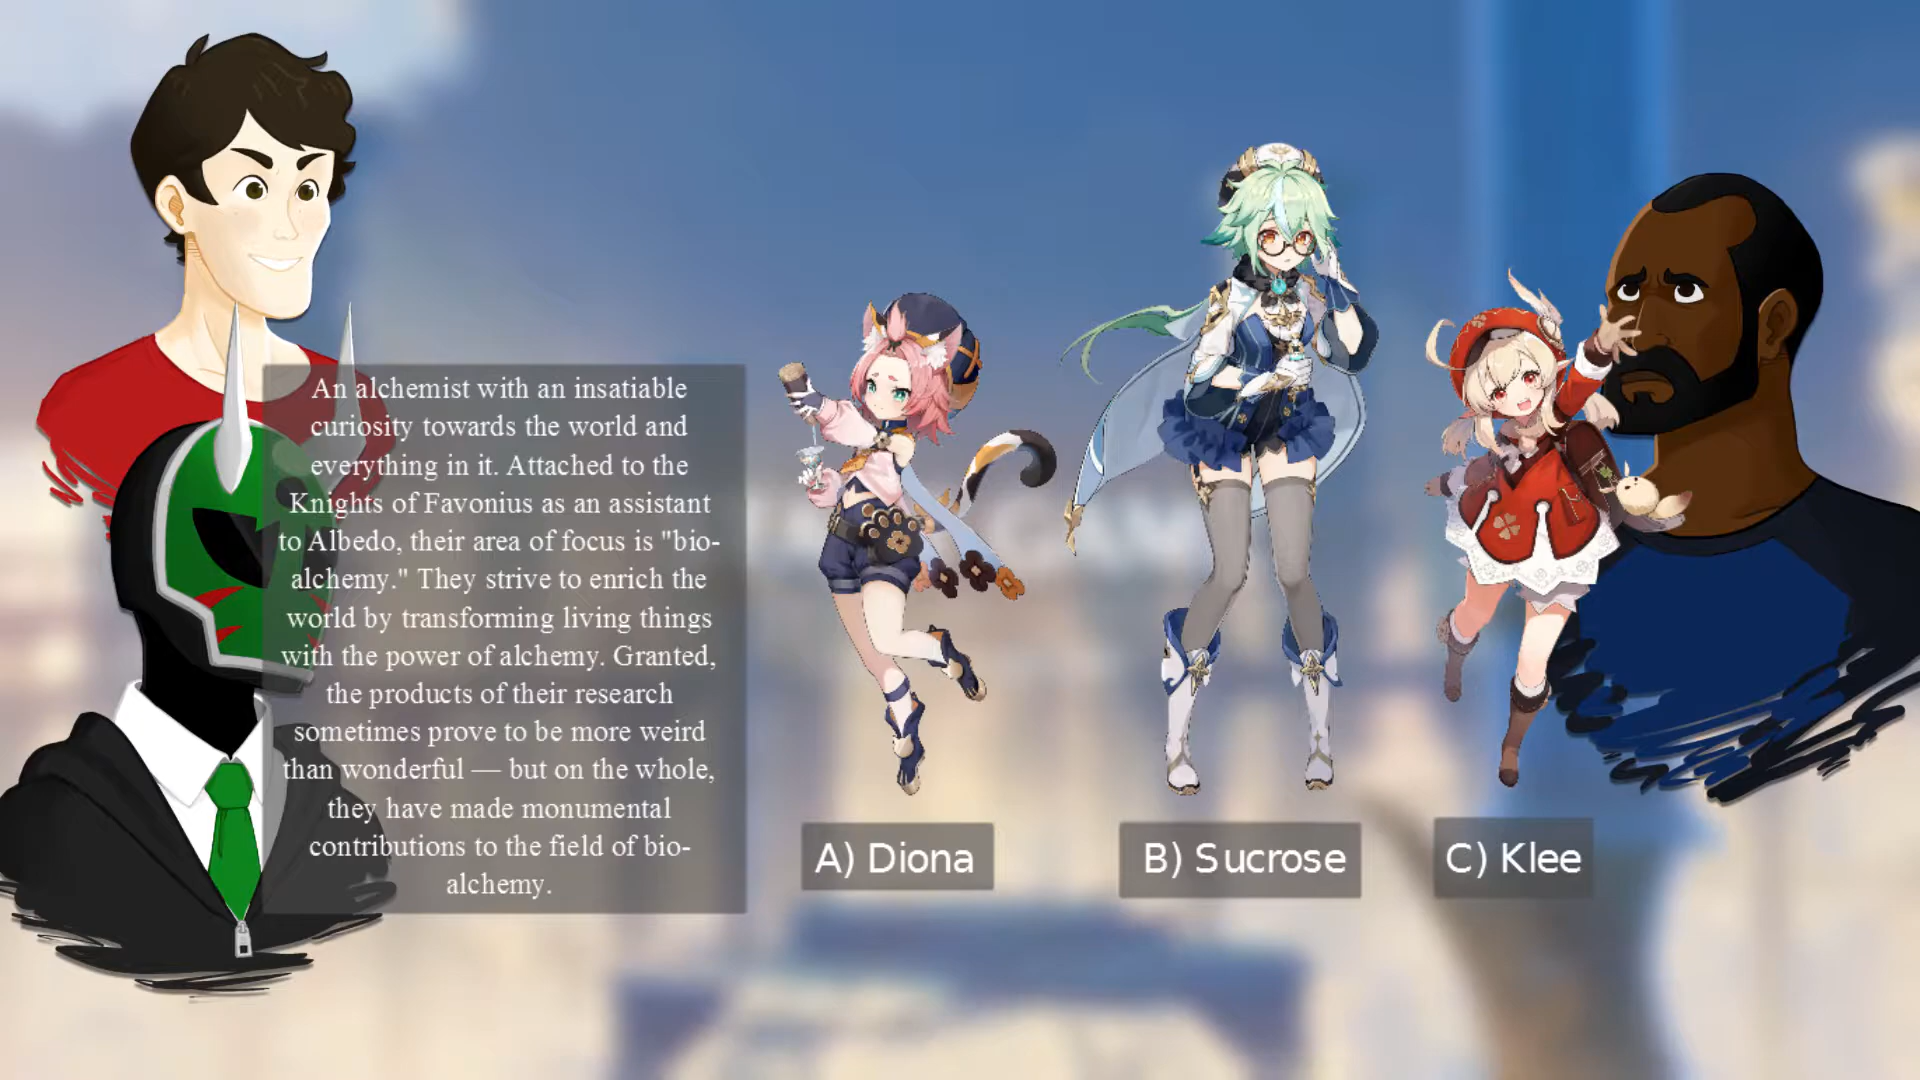 An alchemist with an insatiable
curiosity towards the world and
everything in it. Attached to the
Knights of Favonius as an assistant
to Albedo, their area of focus is "bio-
alchemy." They strive to enrich the
world by transforming living things
with the power of alchemy. Granted,
the products of their research
sometimes prove to be more weird
than wonderful — but on the whole,
they have made monumental
contributions to the field of bio-
alchemy.
A) Diona
B) Sucrose
C) Klee